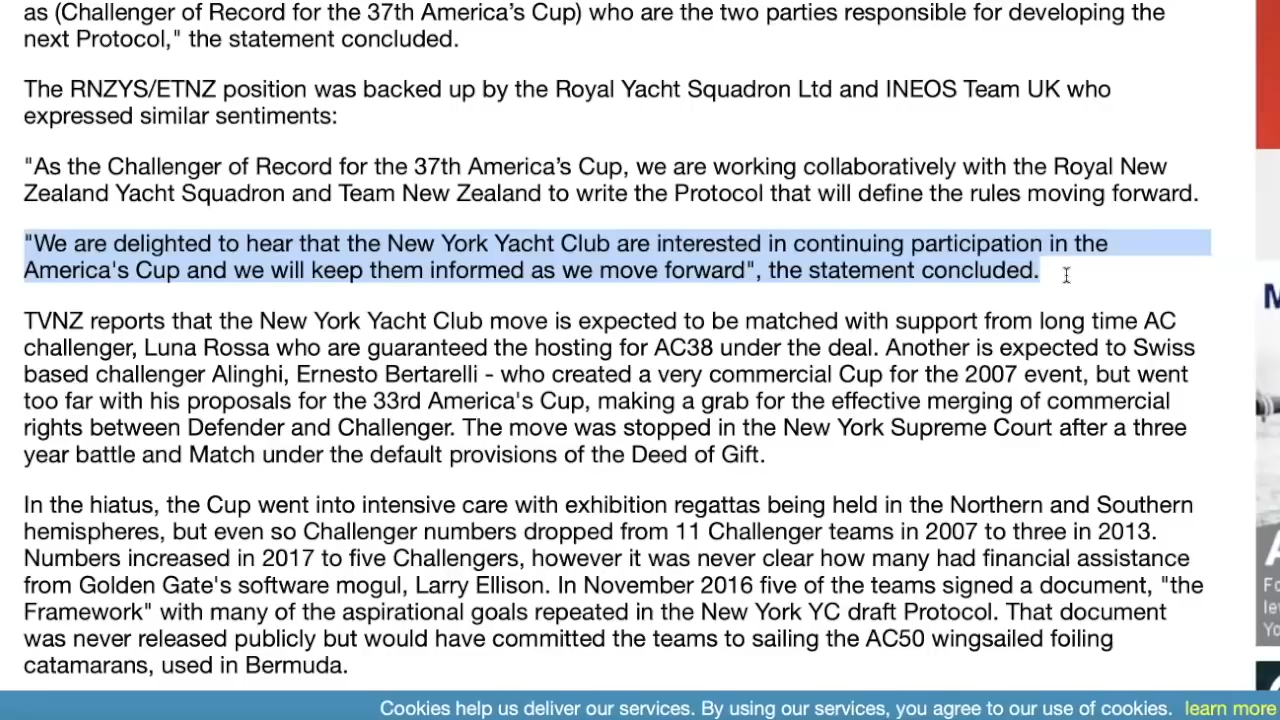 as (Challenger of Record for the 37th America’s Cup) who are the two parties responsible for developing the
next Protocol," the statement concluded.
The RNZYS/ETNZ position was backed up by the Royal Yacht Squadron Ltd and INEOS Team UK who
expressed similar sentiments:
"As the Challenger of Record for the 37th America’s Cup, we are working collaboratively with the Royal New
Zealand Yacht Squadron and Team New Zealand to write the Protocol that will define the rules moving forward.
"We are delighted to hear that the New York Yacht Club are interested in continuing participation in the
America's Cup and we will keep them informed as we move forward", the statement concluded.
TVNZ reports that the New York Yacht Club move is expected to be matched with support from long time AC
challenger, Luna Rossa who are guaranteed the hosting for AC38 under the deal. Another is expected to Swiss
based challenger Alinghi, Ernesto Bertarelli - who created a very commercial Cup for the 2007 event, but went
too far with his proposals for the 33rd America's Cup, making a grab for the effective merging of commercial
rights between Defender and Challenger. The move was stopped in the New York Supreme Court after a three
year battle and Match under the default provisions of the Deed of Gift.
In the hiatus, the Cup went into intensive care with exhibition regattas being held in the Northern and Southern
hemispheres, but even so Challenger numbers dropped from 11 Challenger teams in 2007 to three in 2013.
Numbers increased in 2017 to five Challengers, however it was never clear how many had financial assistance
from Golden Gate's software mogul, Larry Ellison. In November 2016 five of the teams signed a document, "the
Framework" with many of the aspirational goals repeated in the New York YC draft Protocol. That document
was never released publicly but would have committed the teams to sailing the AC50 wingsailed foiling
catamarans, used in Bermuda.
Cookies help us deliver our services. By using our services, you agree to our use of cookies. learn more